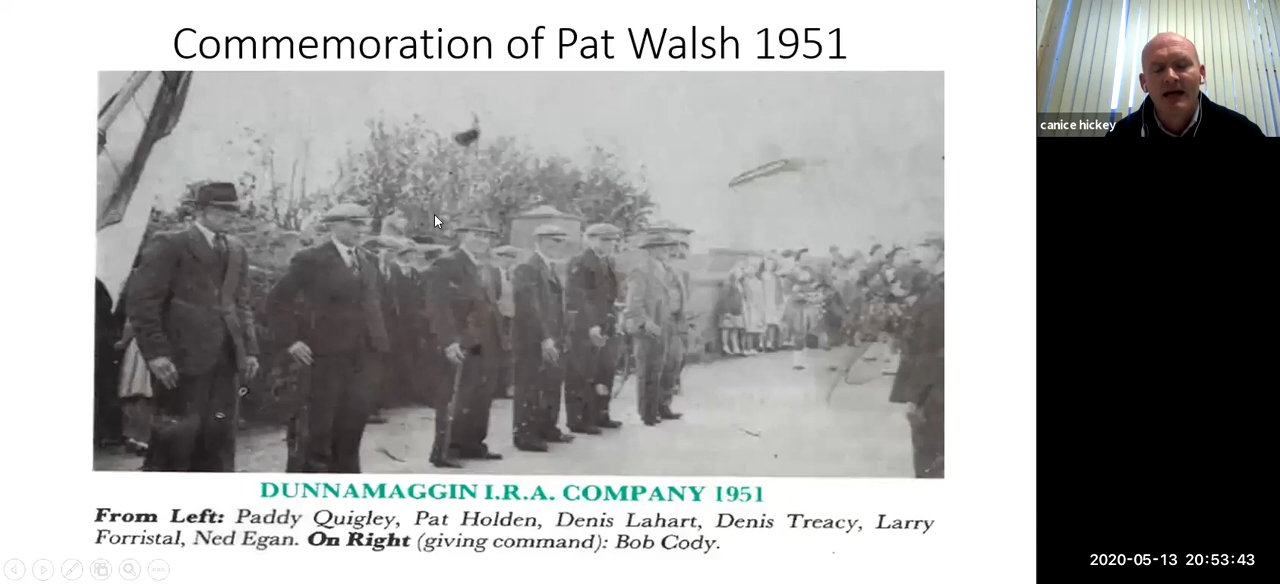 Commemoration of Pat Walsh 1951
canice hickey
DUNNAMAGGIN I.R.A. COMPANY 1951
From Left: Paddy Quigley, Pat Holden, Denis Lahart, Denis Treacy, Larry
Forristal, Ned Egan. On Right (giving command): Bob Cody.
2020-05-13 20:53:43